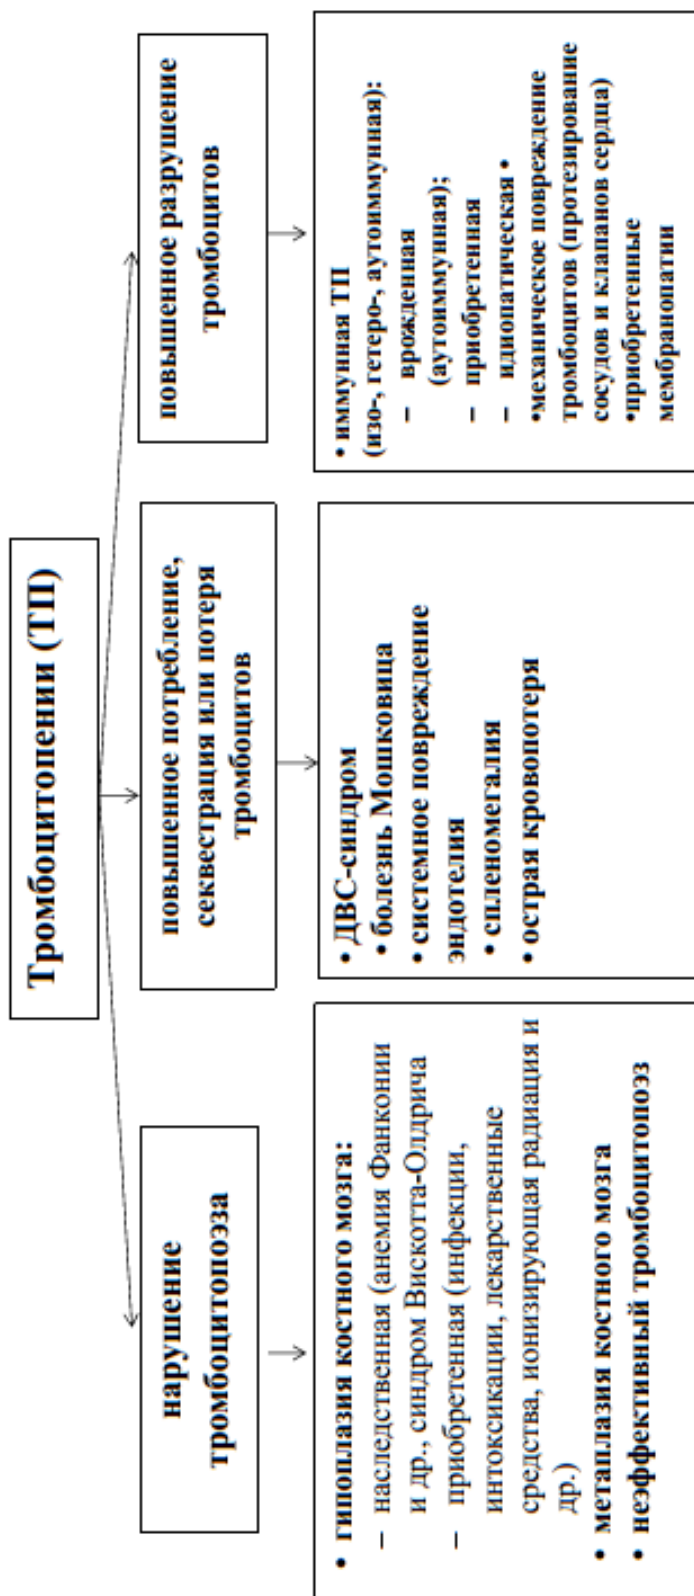 Тромбоцитопении (ТП)
нарушение
тромбоцитопоэза
повышенное потребление,
секвестрация или потеря
тромбоцитов
повышенное разрушение
тромбоцитов
• гипоплазия костного мозга:
– наследственная (анемия Фанконии
и др., синдром Вискотта-Олдрича
– приобретенная (инфекции,
интоксикации, лекарственные
средства, ионизирующая радиация и
др.)
• метаплазия костного мозга
• неэффективный тромбоцитопоэз
• ДВС-синдром
• болезнь Мошковица
• системное повреждение
эндотелия
• спленомегалия
• острая кровопотеря
• иммунная ТП
(изо-, гетеро-, аутоиммунная):
– врожденная
(аутоиммунная);
– приобретенная
– идиопатическая •
•механическое повреждение
тромбоцитов (протезирование
сосудов и клапанов сердца)
•приобретенные
мембранопатии